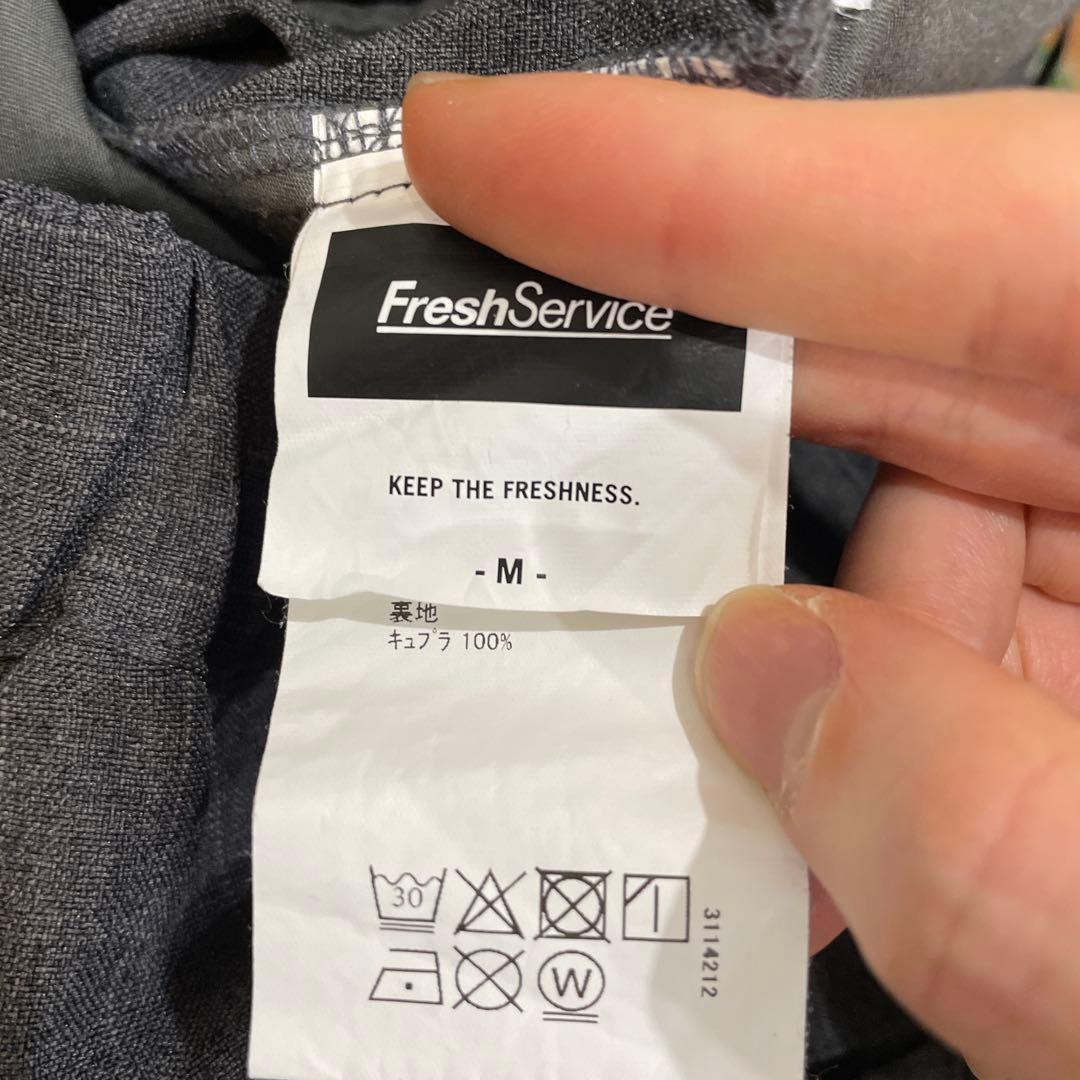 FreshService
KEEP THE FRESHNESS.
- M -
裏地
キュプラ 100%
30
W
3114212